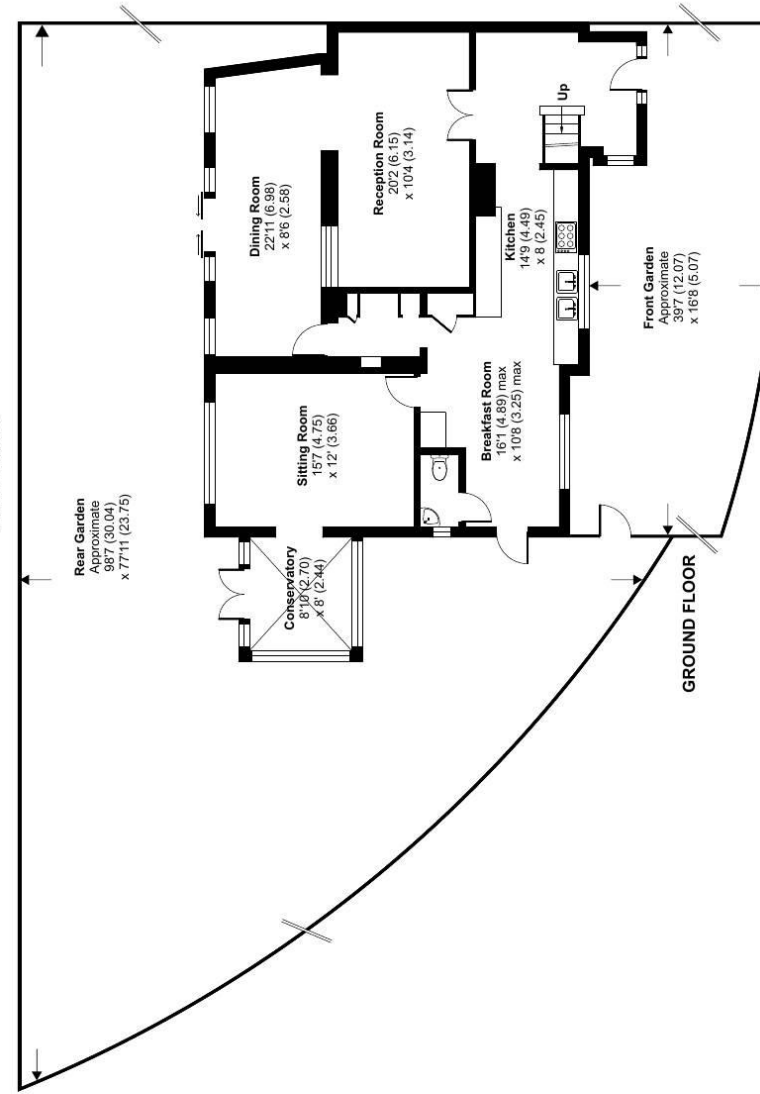 Rear Garden
Approximate
98'7 (30.04)
x 77'11 (23.75)
Dining Room
22'11 (6.98)
x 8'6 (2.58)
Reception Room
20'2 (6.15)
x 10'4 (3.14)
Up
Kitchen
14'9 (4.49)
x 8 (2.45)
Front Garden
Approximate
39'7 (12.07)
x 16'8 (5.07)
Sitting Room
15'7 (4.75)
x 12' (3.66)
Breakfast Room
16'1 (4.89) max
x 10'8 (3.25) max
Conservatory
8'10 (2.70)
x 8' (2.44)
GROUND FLOOR